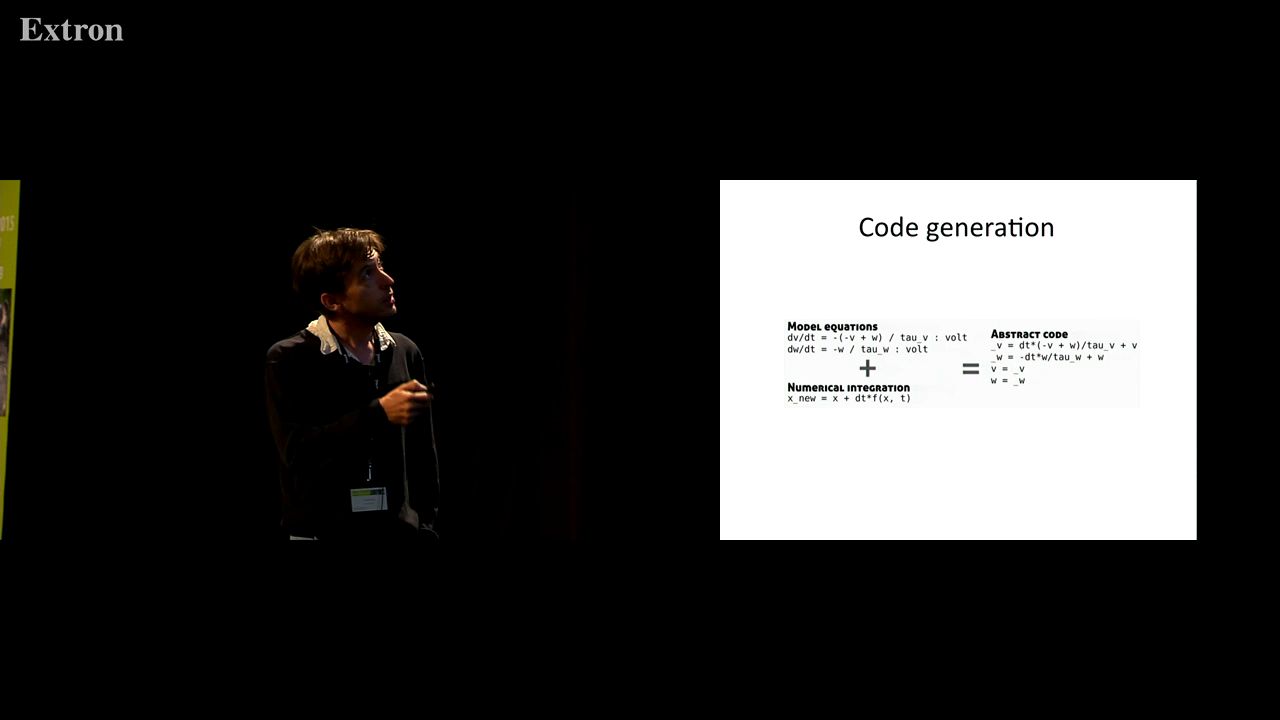 Extron
015
Code generation
Model equations
dv/dt = -(-v + w) / tau_v : volt
dw/dt = -w / tau_w : volt
+
Numerical integration
x_new = x + dt*f(x, t)
=
Abstract code
_v = dt*(-v + w)/tau_v + v
_w = -dt*w/tau_w + w
v = _v
w = _w